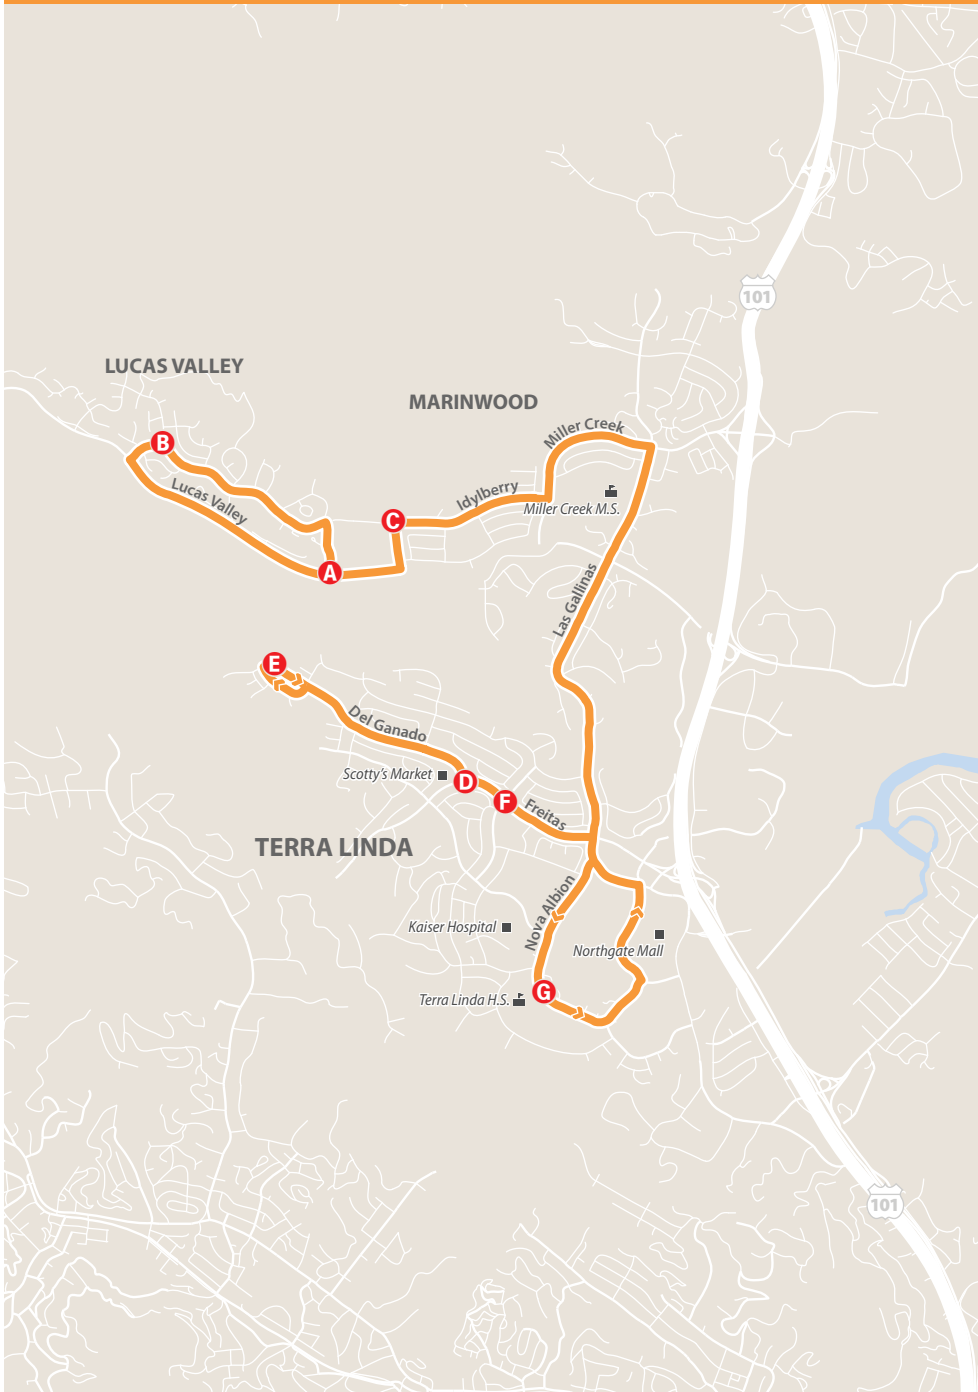 101
LUCAS VALLEY
MARINWOOD
Miller Creek
B
Lucas Valley
Idylberry
Miller Creek M.S.
C
A
Las Gallinas
E
Del Ganado
Scotty's Market
D
F
Freitas
TERRA LINDA
Nova Albion
Kaiser Hospital
Northgate Mall
G
Terra Linda H.S.
101